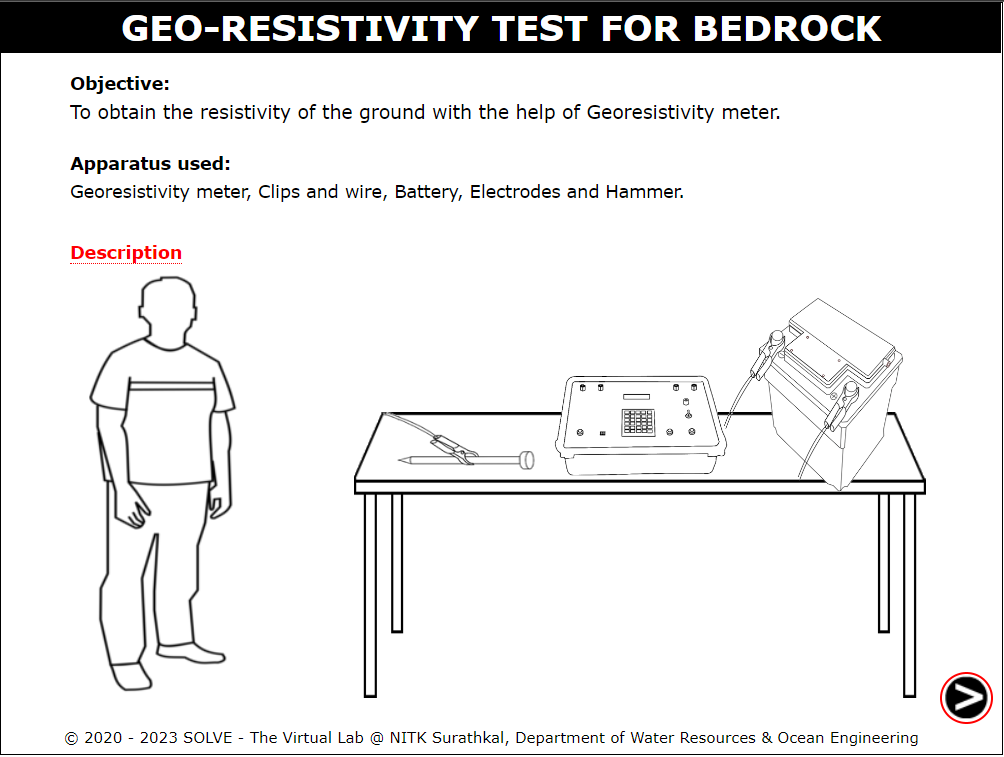 GEO-RESISTIVITY TEST FOR BEDROCK
Objective:
To obtain the resistivity of the ground with the help of Georesistivity meter.
Apparatus used:
Georesistivity meter, Clips and wire, Battery, Electrodes and Hammer.
Description
© 2020 - 2023 SOLVE - The Virtual Lab @ NITK Surathkal, Department of Water Resources & Ocean Engineering